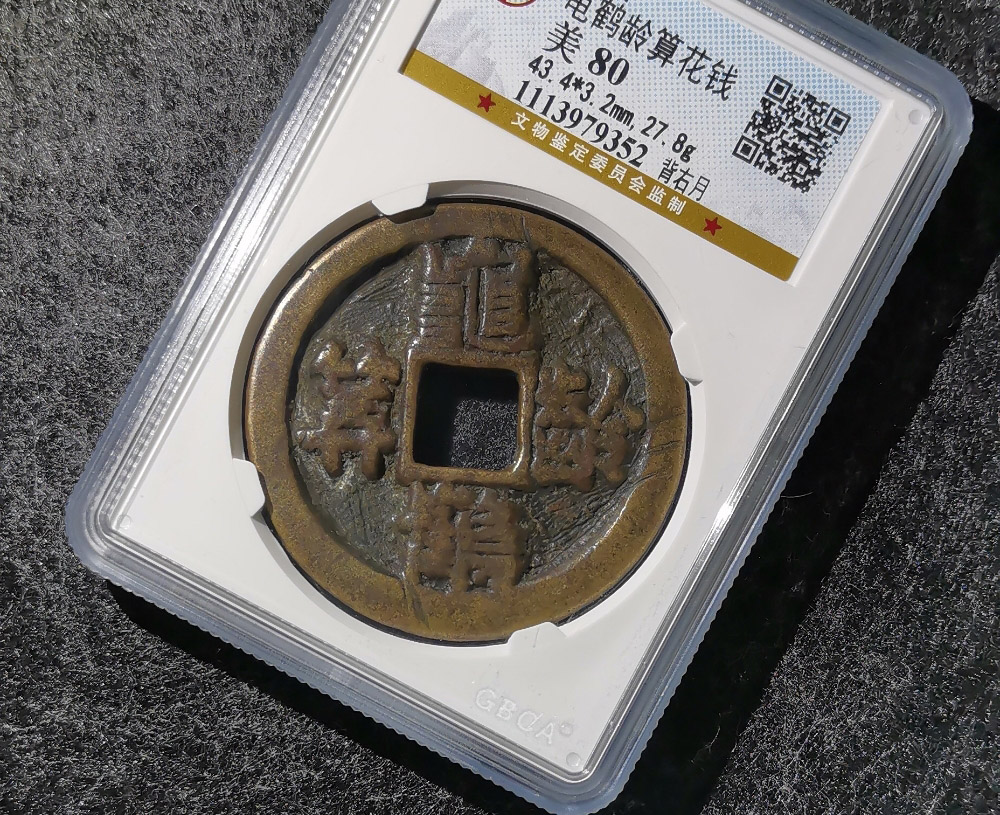 龟鹤龄算花钱
美 80
43.4*3.2mm, 27.8g
1113979352 背右月
文物鉴定委员会监制
龜
算 齡
鶴
GBCA